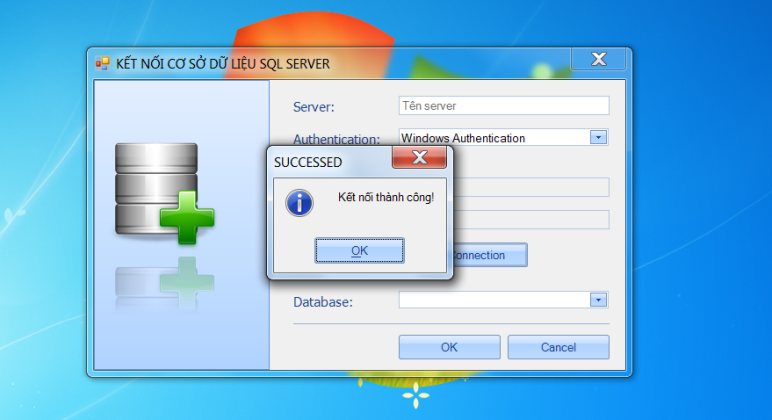 KẾT NỐI CƠ SỞ DỮ LIỆU SQL SERVER
Server:
Tên server
Authentication:
Windows Authentication
SUCCESSED
Kết nối thành công!
OK
onnection
Database:
OK
Cancel